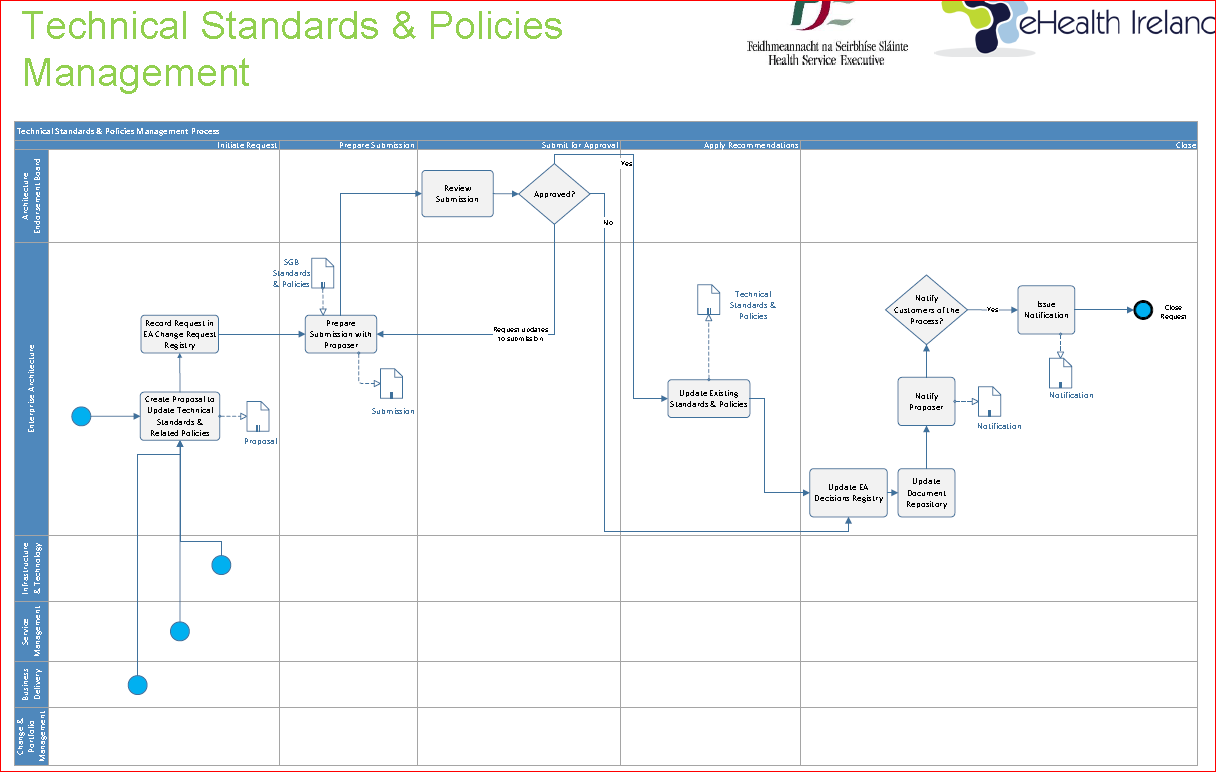 Technical Standards & Policies
Management
Feidhmeannacht na Seirbhíse Sláinte
Health Service Executive
eHealth Ireland
Technical Standards & Policies Management Process
Initiate Request
Prepare Submission
Submit for Approval
Apply Recommendations
Close
Architecture
Endorsement Board
Review
Submission
Approved?
Yes
No
Enterprise Architecture
SGB
Standards
& Policies
Record Request in
EA Change Request
Registry
Prepare
Submission with
Proposer
Request updates
to submission
Submission
Create Proposal to
Update Technical
Standards &
Related Policies
Proposal
Technical
Standards &
Policies
Update Existing
Standards & Policies
Notify
Customers of the
Process?
Yes
Issue
Notification
Close
Request
Notification
Notify
Proposer
Notification
Update EA
Decisions Registry
Update
Document
Repository
Infrastructure
& Technology
Service
Management
Business
Delivery
Change &
Portfolio
Management